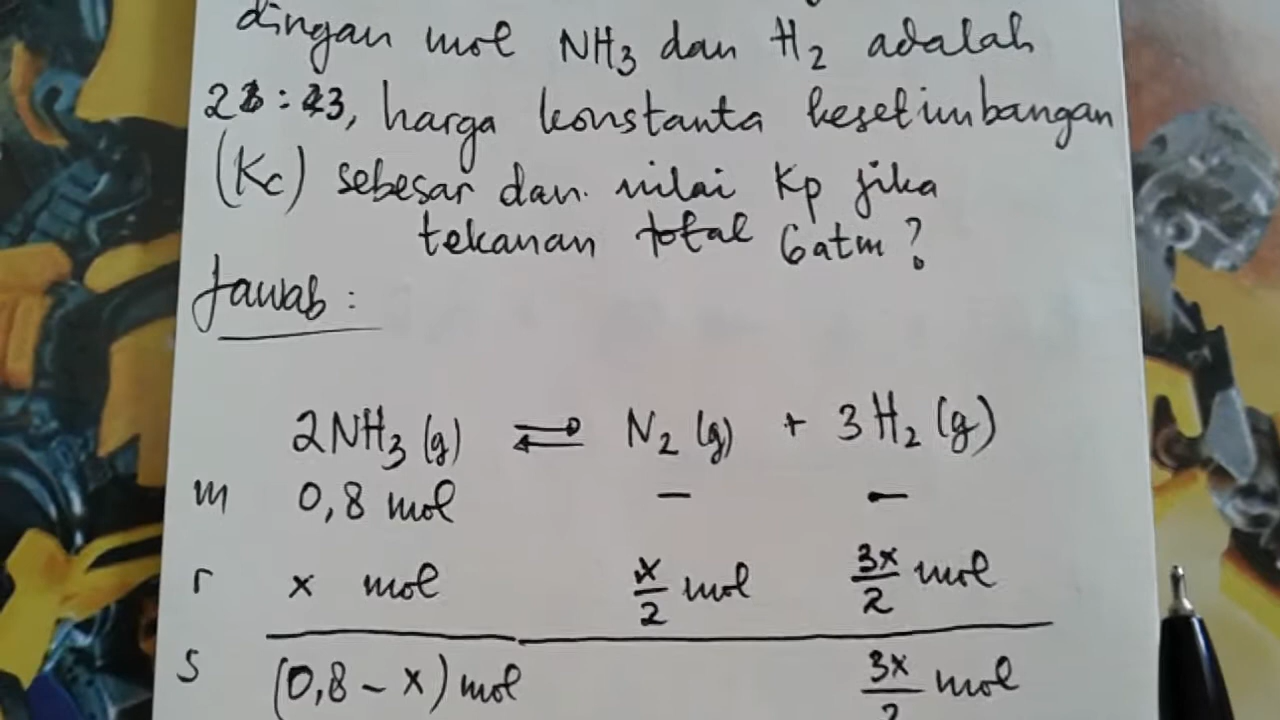 dingan mol NH3 dan H2 adalah
2 : 3, harga konstanta kesetimbangan
(Kc) sebesar dan nilai Kp jika
tekanan total 6 atm ?
Jawab :
2NH3 (g) ⇌ N2 (g) + 3H2 (g)
m 0,8 mol – –
r x mol x/2 mol 3x/2 mol
s (0,8 – x) mol 3x/2 mol